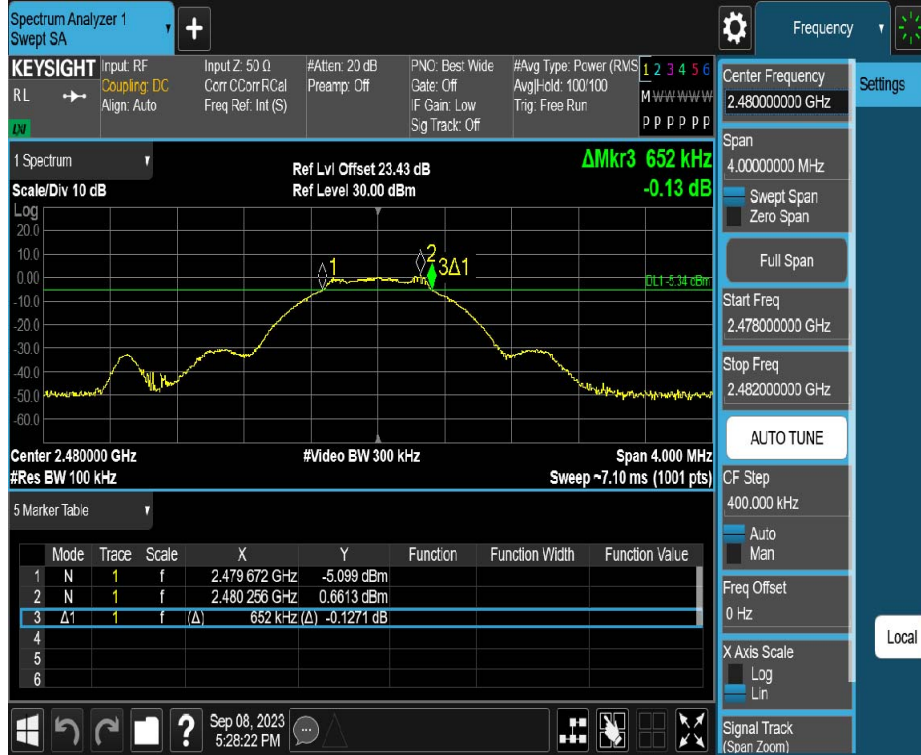 Spectrum Analyzer 1
Swept SA
+
Frequency
KEYSIGHT
RL
LXI
Input: RF
Coupling: DC
Align: Auto
Input Z: 50 Ω
Corr CCorr RCal
Freq Ref: Int (S)
#Atten: 20 dB
Preamp: Off
PNO: Best Wide
Gate: Off
IF Gain: Low
Sig Track: Off
#Avg Type: Power (RMS
Avg|Hold: 100/100
Trig: Free Run
1 2 3 4 5 6
M W W W W W
P P P P P P
1 Spectrum
Scale/Div 10 dB
Ref Lvl Offset 23.43 dB
Ref Level 30.00 dBm
ΔMkr3 652 kHz
-0.13 dB
Log
20.0
10.0
0.00
-10.0
-20.0
-30.0
-40.0
-50.0
-60.0
1
2
3Δ1
DL1 -5.34 dBm
Center 2.480000 GHz
#Res BW 100 kHz
#Video BW 300 kHz
Span 4.000 MHz
Sweep ~7.10 ms (1001 pts)
5 Marker Table
Mode Trace Scale X Y Function Function Width Function Value
1 N 1 f 2.479 672 GHz -5.099 dBm
2 N 1 f 2.480 256 GHz 0.6613 dBm
3 Δ1 1 f (Δ) 652 kHz (Δ) -0.1271 dB
4
5
6
?
Sep 08, 2023
5:28:22 PM
Center Frequency
2.480000000 GHz
Span
4.00000000 MHz
Swept Span
Zero Span
Full Span
Start Freq
2.478000000 GHz
Stop Freq
2.482000000 GHz
AUTO TUNE
CF Step
400.000 kHz
Auto
Man
Freq Offset
0 Hz
X Axis Scale
Log
Lin
Signal Track
(Span Zoom)
Settings
Local